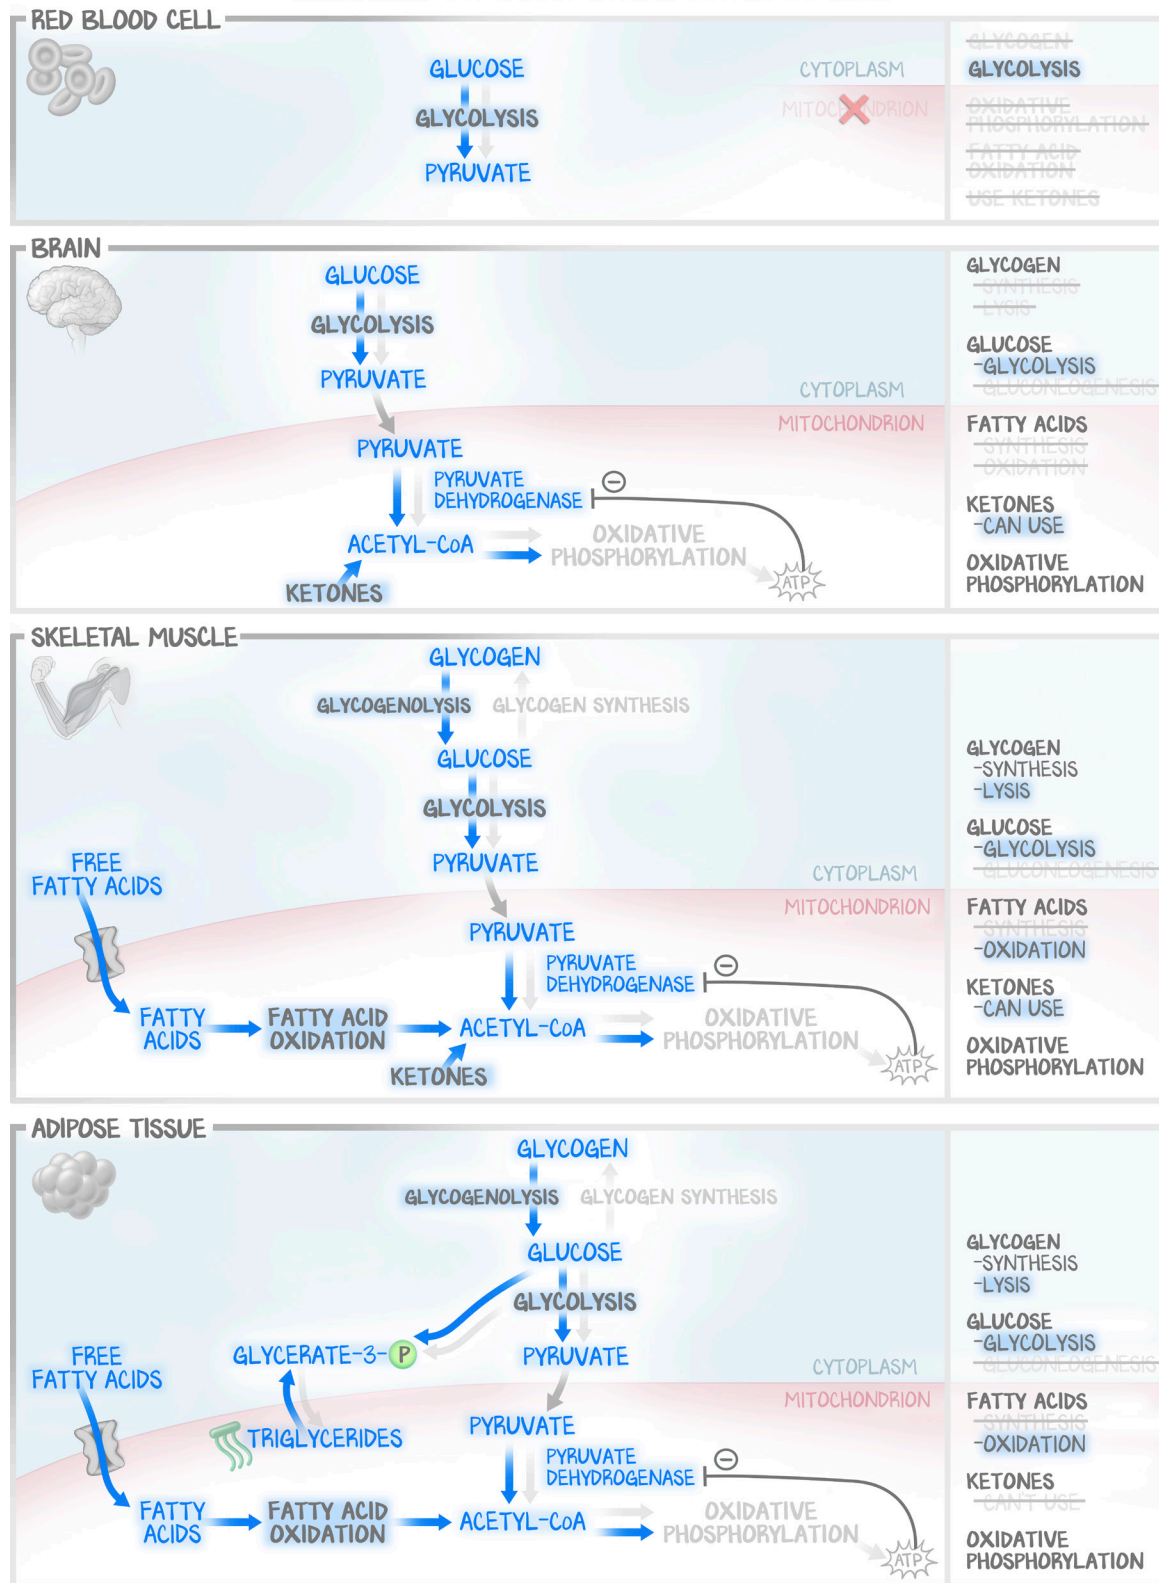 RED BLOOD CELL
GLUCOSE
GLYCOLYSIS
PYRUVATE
CYTOPLASM
MITOCHONDRION
GLYCOGEN
GLYCOLYSIS
OXIDATIVE
PHOSPHORYLATION
FATTY ACID
OXIDATION
USE KETONES
BRAIN
GLUCOSE
GLYCOLYSIS
PYRUVATE
CYTOPLASM
MITOCHONDRION
PYRUVATE
PYRUVATE
DEHYDROGENASE
ACETYL-CoA
OXIDATIVE
PHOSPHORYLATION
KETONES
ATP
GLYCOGEN
-SYNTHESIS
-LYSIS
GLUCOSE
-GLYCOLYSIS
-GLUCONEOGENESIS
FATTY ACIDS
-SYNTHESIS
-OXIDATION
KETONES
-CAN USE
OXIDATIVE
PHOSPHORYLATION
SKELETAL MUSCLE
GLYCOGEN
GLYCOGENOLYSIS GLYCOGEN SYNTHESIS
GLUCOSE
GLYCOLYSIS
PYRUVATE
FREE
FATTY ACIDS
CYTOPLASM
MITOCHONDRION
PYRUVATE
PYRUVATE
DEHYDROGENASE
FATTY
ACIDS
FATTY ACID
OXIDATION
ACETYL-CoA
OXIDATIVE
PHOSPHORYLATION
KETONES
ATP
GLYCOGEN
-SYNTHESIS
-LYSIS
GLUCOSE
-GLYCOLYSIS
-GLUCONEOGENESIS
FATTY ACIDS
-SYNTHESIS
-OXIDATION
KETONES
-CAN USE
OXIDATIVE
PHOSPHORYLATION
ADIPOSE TISSUE
GLYCOGEN
GLYCOGENOLYSIS GLYCOGEN SYNTHESIS
GLUCOSE
GLYCOLYSIS
GLYCERATE-3-P
PYRUVATE
FREE
FATTY ACIDS
CYTOPLASM
MITOCHONDRION
TRIGLYCERIDES
PYRUVATE
PYRUVATE
DEHYDROGENASE
FATTY
ACIDS
FATTY ACID
OXIDATION
ACETYL-CoA
OXIDATIVE
PHOSPHORYLATION
ATP
GLYCOGEN
-SYNTHESIS
-LYSIS
GLUCOSE
-GLYCOLYSIS
-GLUCONEOGENESIS
FATTY ACIDS
-SYNTHESIS
-OXIDATION
KETONES
-CAN'T USE
OXIDATIVE
PHOSPHORYLATION